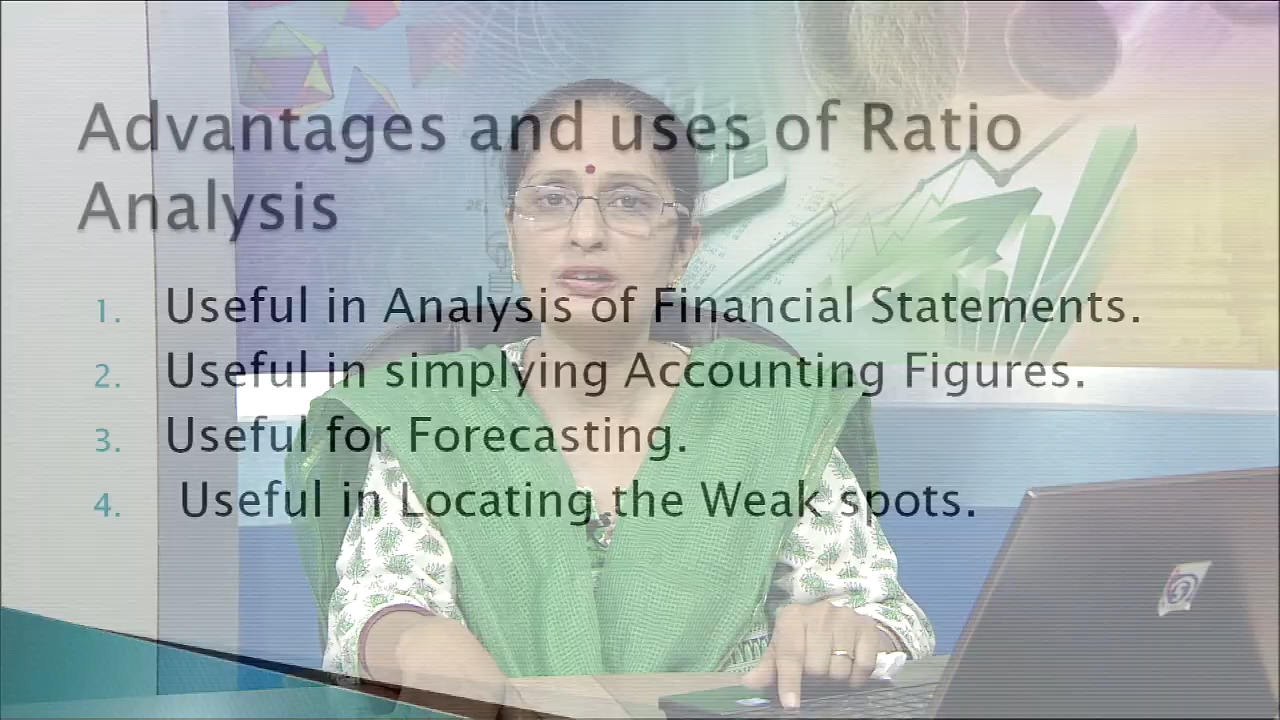 Advantages and uses of Ratio
Analysis
1. Useful in Analysis of Financial Statements.
2. Useful in simplying Accounting Figures.
3. Useful for Forecasting.
4. Useful in Locating the Weak spots.